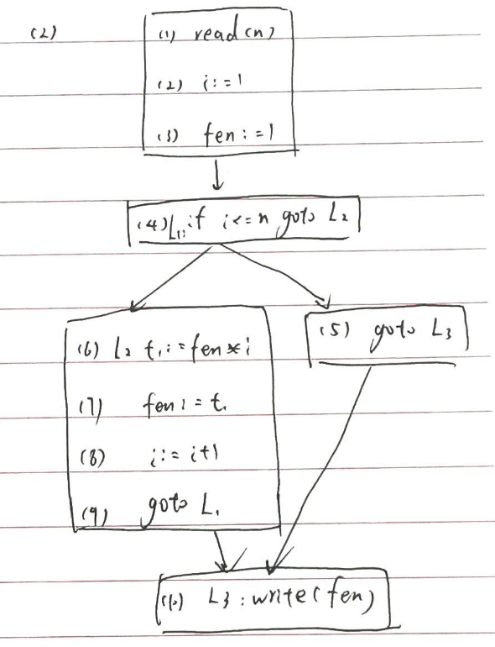 (2)
(1) read(n)
(2) i:=1
(3) fen:=1
(4) L1: if i<=n goto L2
(5) goto L3
(6) L2 t1:=fen*i
(7) fen:=t1
(8) i:=i+1
(9) goto L1
(10) L3:write(fen)